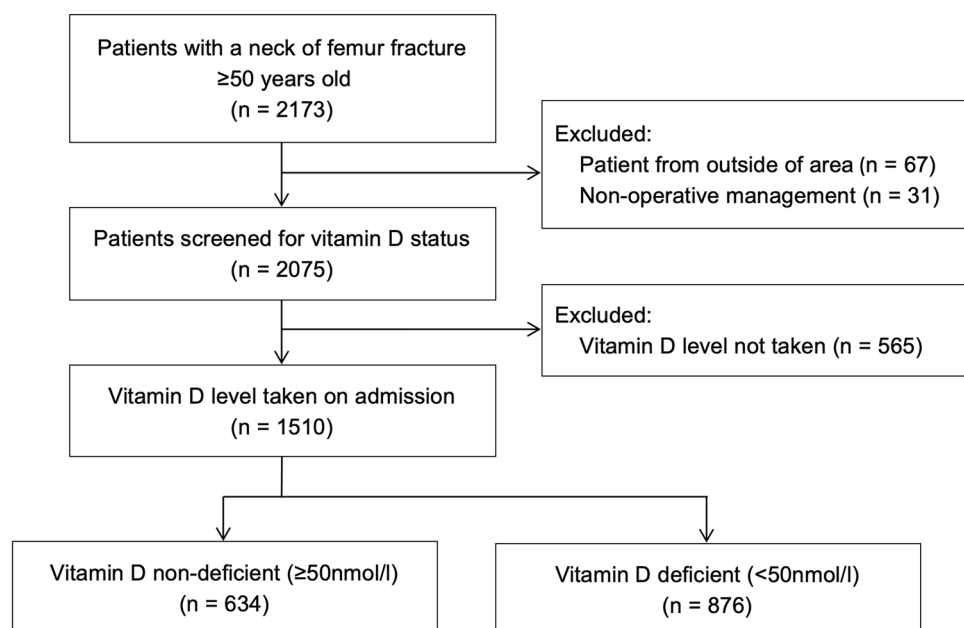 Patients with a neck of femur fracture
≥50 years old
(n = 2173)
Excluded:
Patient from outside of area (n = 67)
Non-operative management (n = 31)
Patients screened for vitamin D status
(n = 2075)
Excluded:
Vitamin D level not taken (n = 565)
Vitamin D level taken on admission
(n = 1510)
Vitamin D non-deficient (≥50nmol/l)
(n = 634)
Vitamin D deficient (<50nmol/l)
(n = 876)